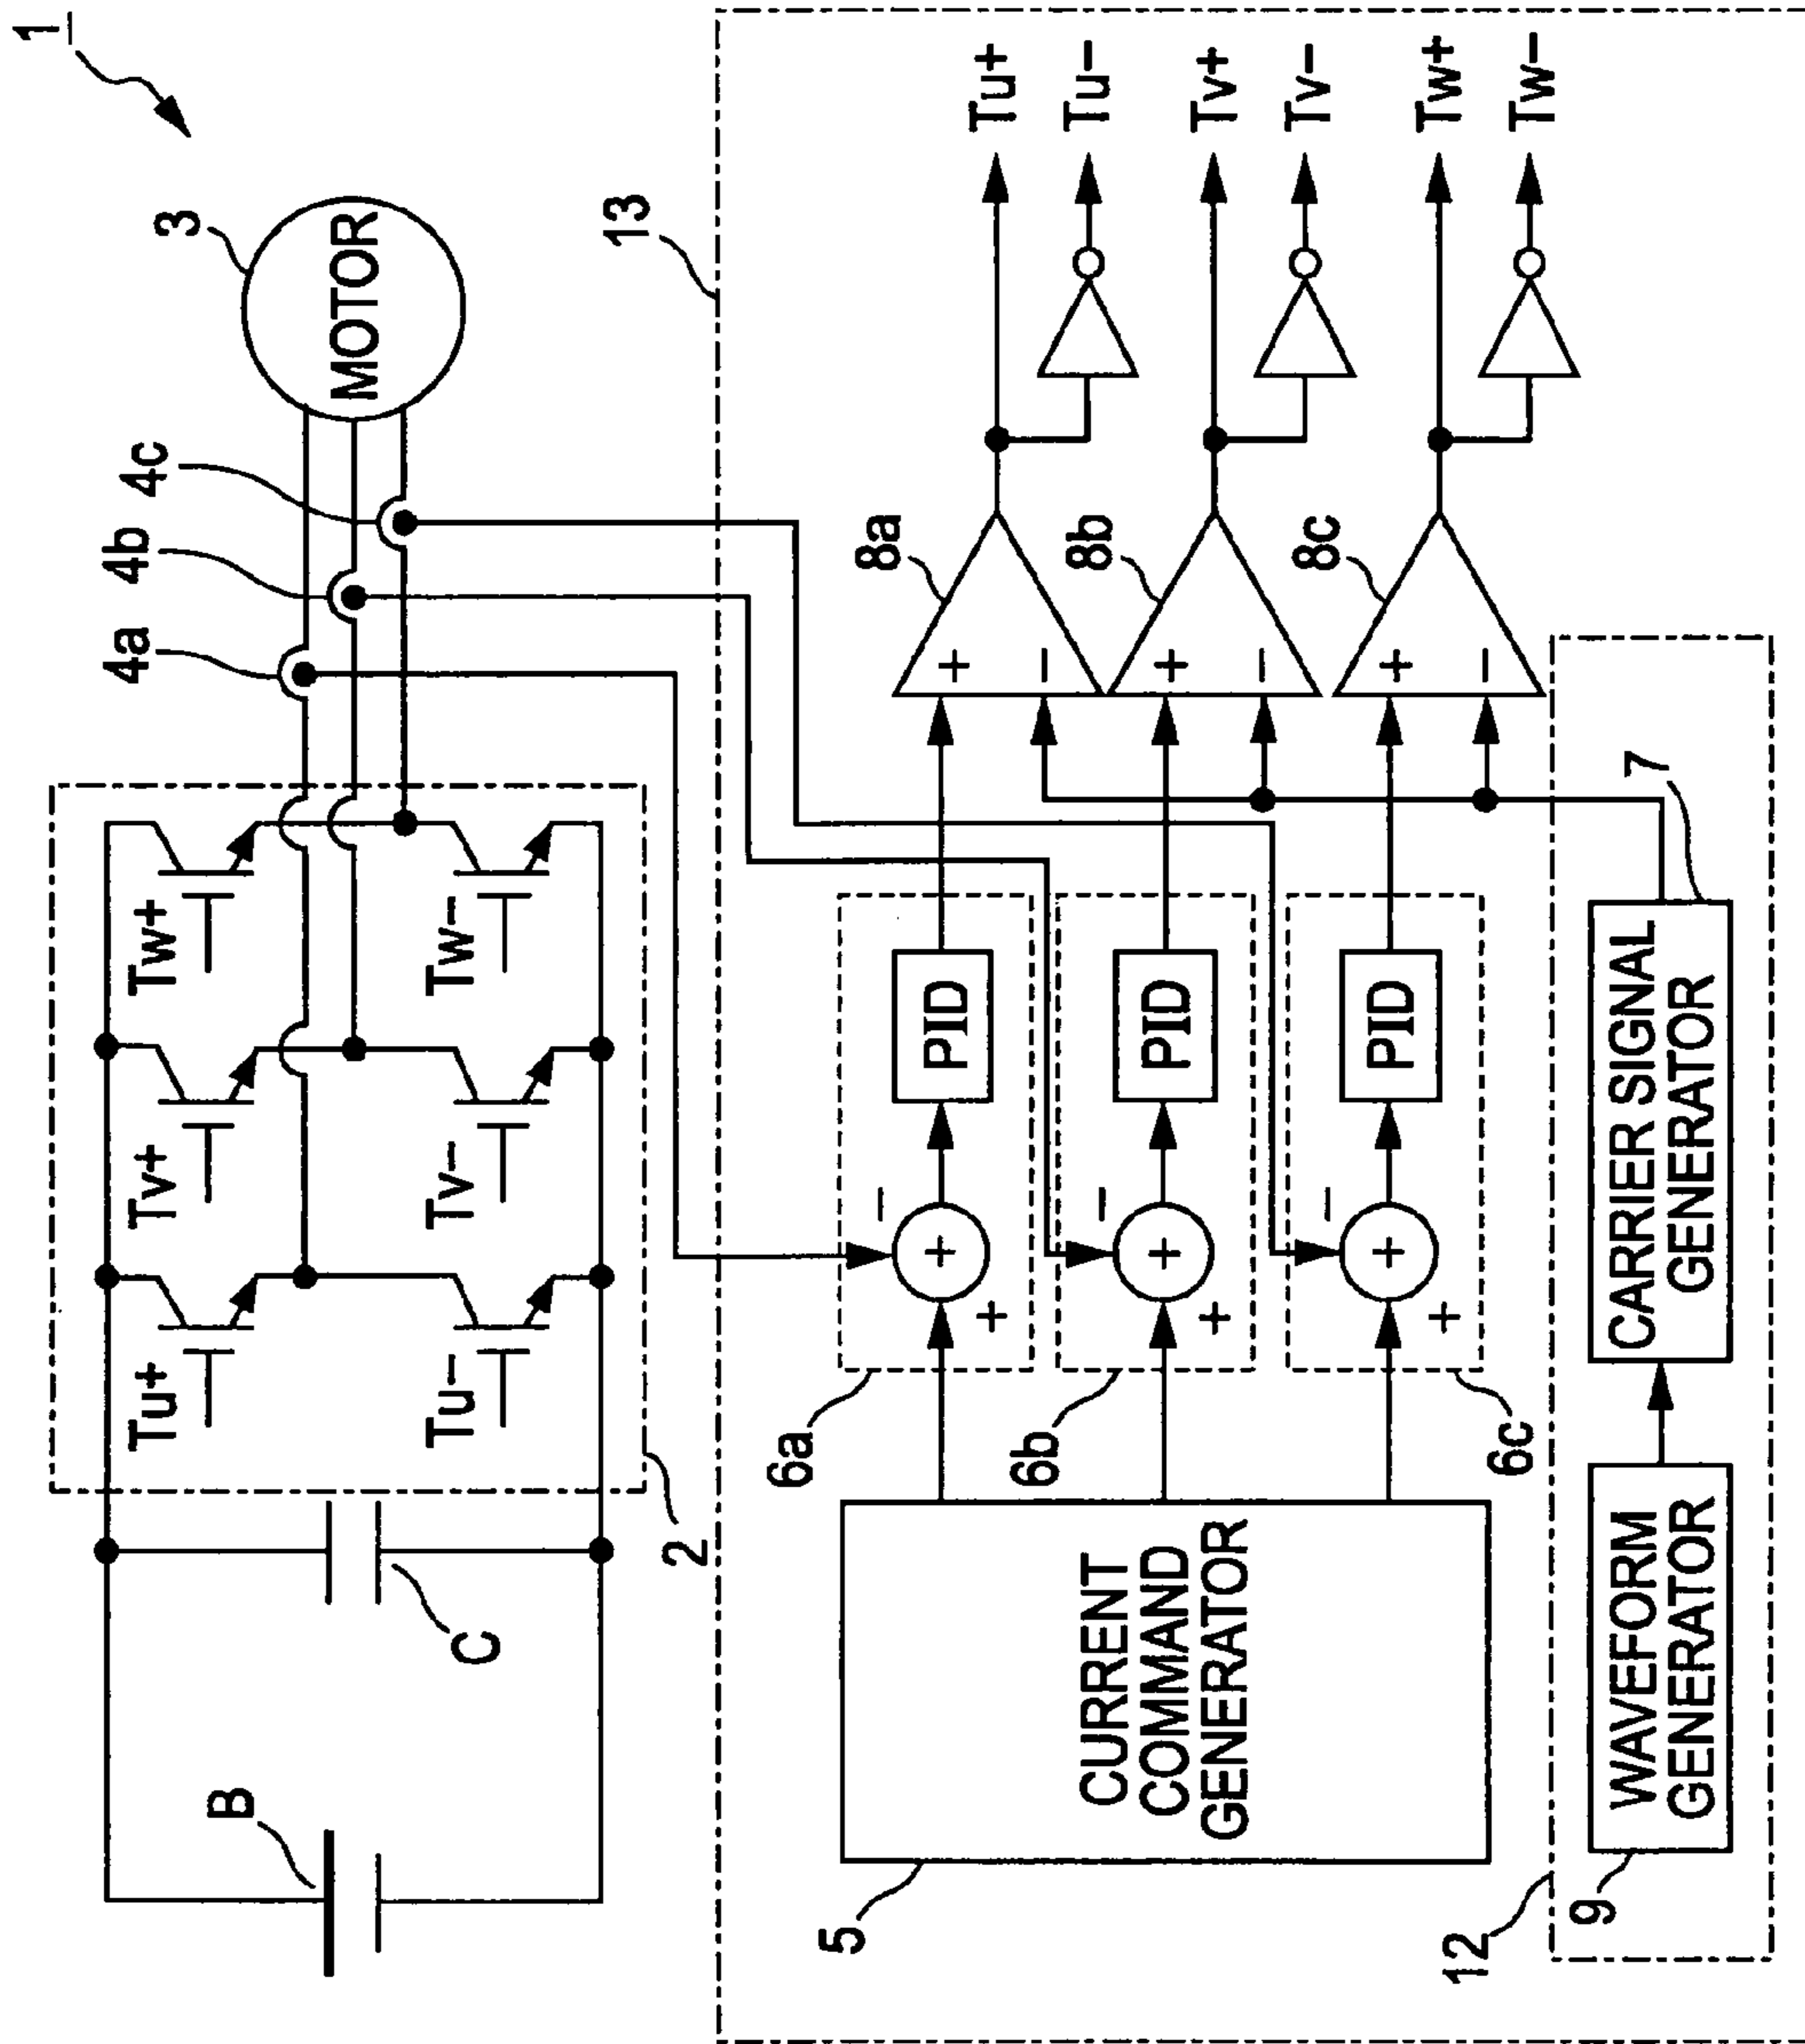 1
3
MOTOR
4a
4b
4c
Tu+
Tv+
Tw+
Tu-
Tv-
Tw-
B
C
2
13
5
CURRENT
COMMAND
GENERATOR
6a
-
+
+
PID
8a
+
-
Tu+
Tu-
6b
-
+
+
PID
8b
+
-
Tv+
Tv-
6c
-
+
+
PID
8c
+
-
Tw+
Tw-
12
9
WAVEFORM
GENERATOR
7
CARRIER SIGNAL
GENERATOR